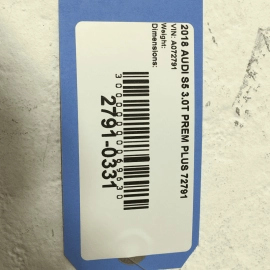 2018 AUDI S5 3.0T PREM PLUS 72791
VIN: A072791
Weight:
Dimensions:
2791-0331